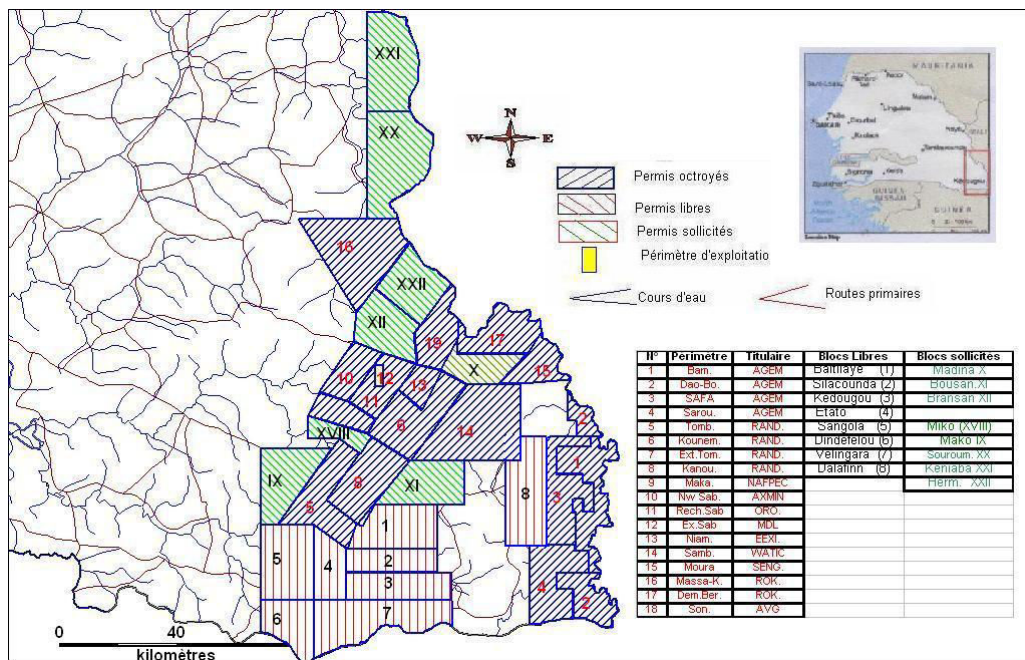 XXI
XX
N
W E
S
MAURITANIA
GUINEA
BISSAU
GUINEA
Permis octroyés
Permis libres
Permis sollicités
Périmètre d'exploitatio
Cours d'eau
Routes primaires
16
XXII
XII
19
17
X
15
10
12
13
11
6
14
XVIII
2
1
IX
XI
8
5
8
3
1
5
4
2
3
4
2
6
7
0 40
kilomètres
N° Périmètre Titulaire Blocs Libres Blocs sollicités
1 Bam. AGEM Baitilaye (1) Madina X
2 Dao-Bo. AGEM Silacounda (2) Bousan.XI
3 SAFA AGEM Kedougou (3) Bransan XII
4 Sarou. AGEM Etato (4)
5 Tomb. RAND. Sangola (5) Miko (XVIII)
6 Kounem. RAND. Dindéfelou (6) Mako IX
7 Ext.Tom. RAND. Velingara (7) Souroum. XX
8 Kanou. RAND. Dalafinn (8) Keniaba XXI
9 Maka. NAFPEC Herm. XXII
10 Nw Sab. AXMIN
11 Rech.Sab ORO.
12 Ex.Sab MDL
13 Niam. EEXI.
14 Samb. WATIC
15 Moura SENG.
16 Massa-K. ROK.
17 Dem.Ber. ROK.
18 Son. AVG